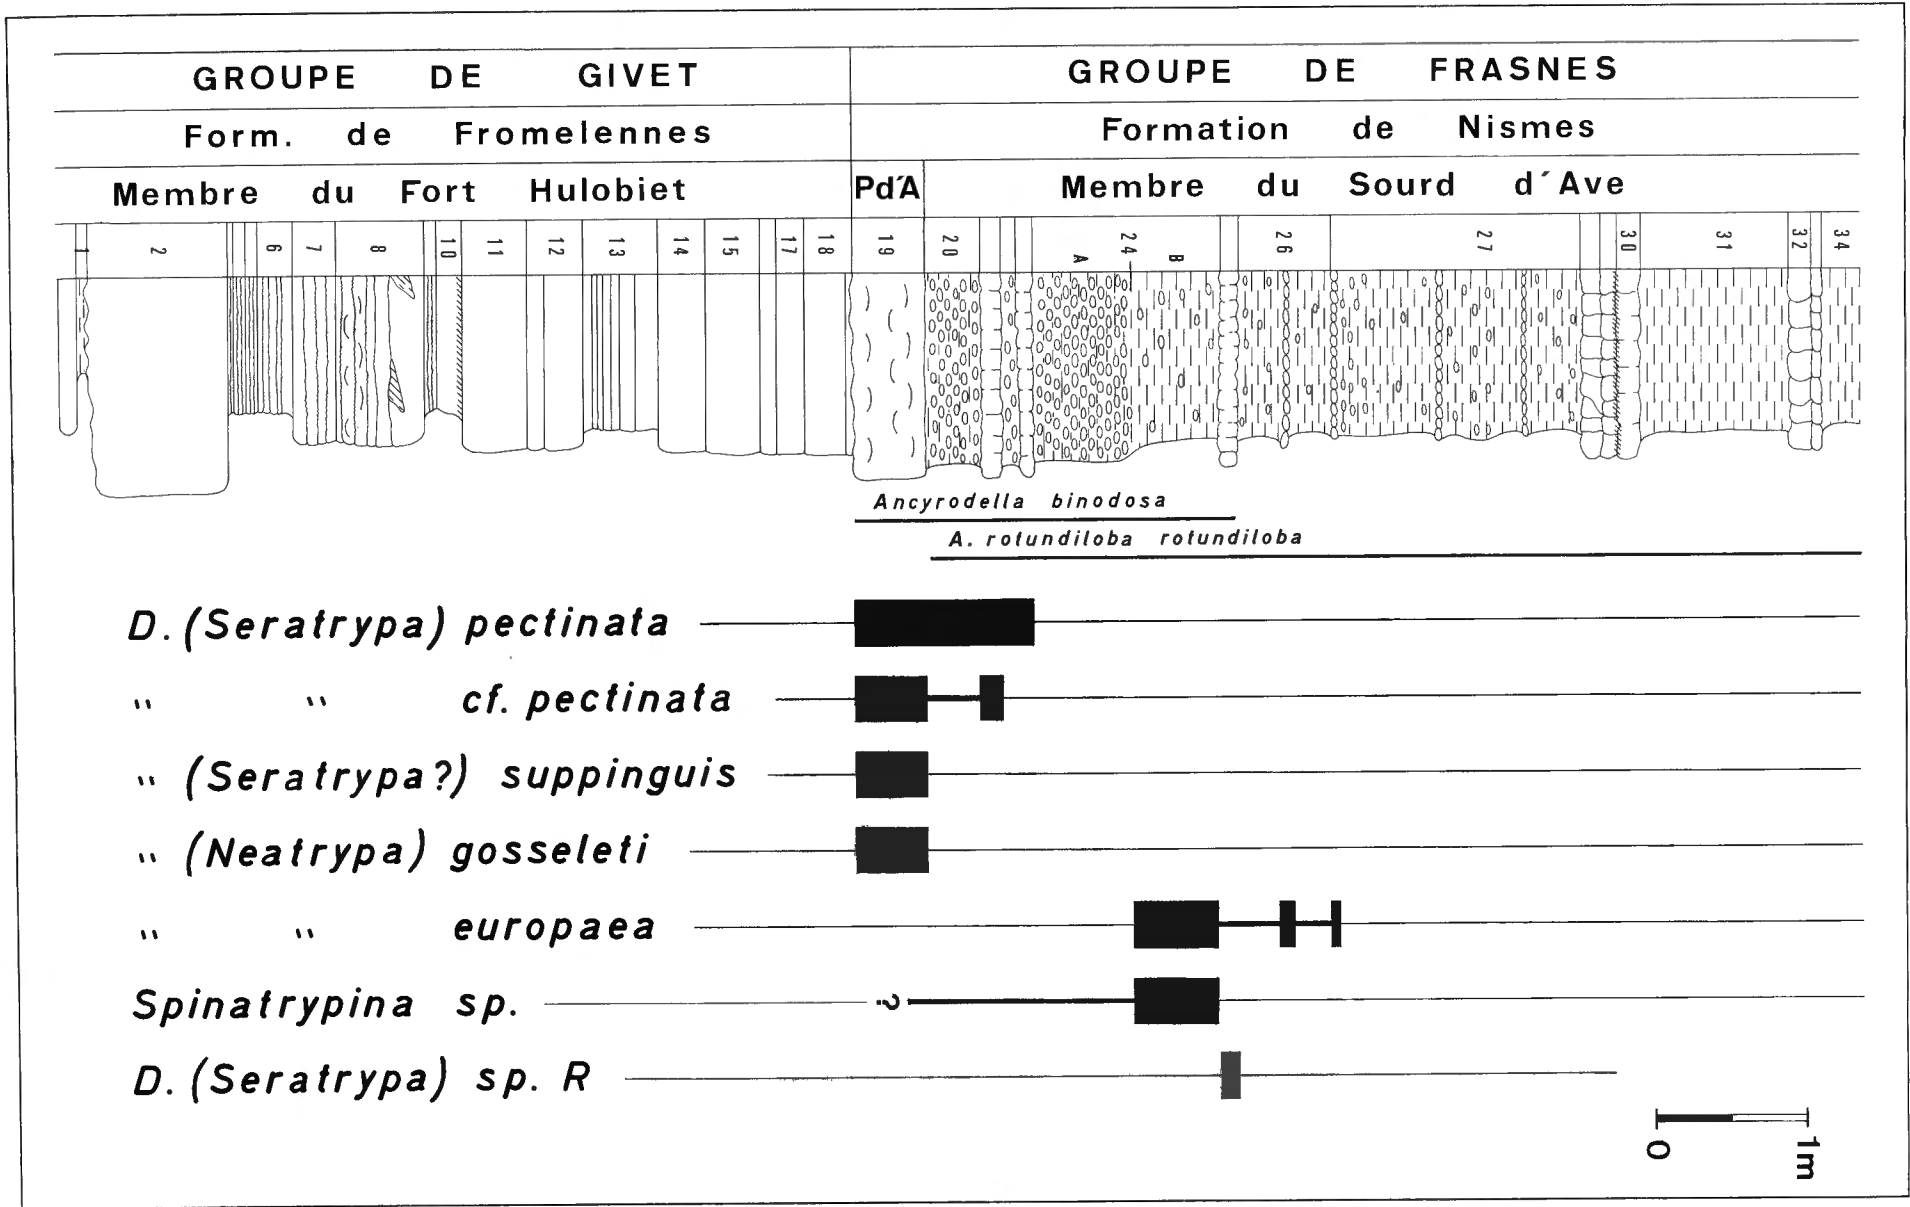 GROUPE DE GIVET GROUPE DE FRASNES
Form. de Fromelennes Formation de Nismes
Membre du Fort Hulobiet Pd'A Membre du Sourd d'Ave
1 2 6 7 8 10 11 12 13 14 15 17 18 19 20 24 26 27 30 31 32 34
A B
Ancyrodella binodosa
A. rotundiloba rotundiloba
D. (Seratrypa) pectinata
" " cf. pectinata
" (Seratrypa?) suppinguis
" (Neatrypa) gosseleti
" " europaea
Spinatrypina sp. ?
D. (Seratrypa) sp. R
0 1m